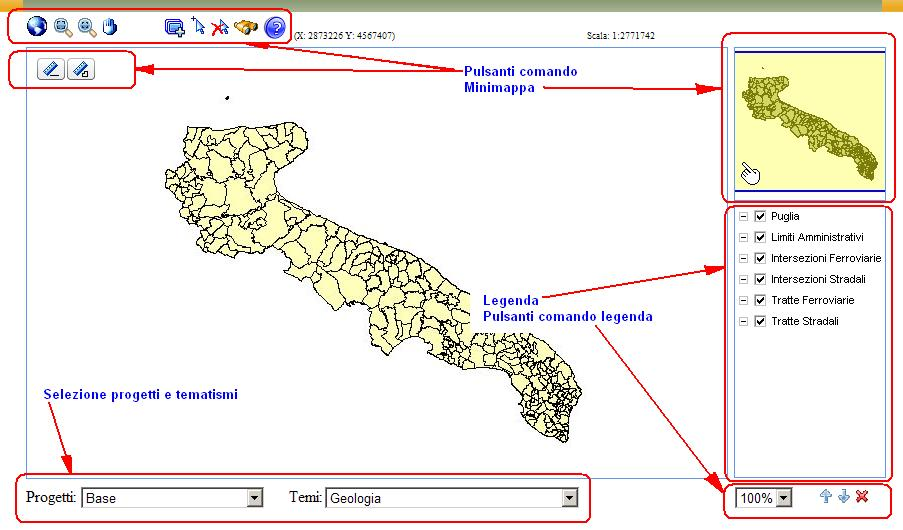 (X: 2873226 Y: 4567407)
Scala: 1:2771742
Pulsanti comando
Minimappa
Puglia
Limiti Amministrativi
Intersezioni Ferroviarie
Intersezioni Stradali
Tratte Ferroviarie
Tratte Stradali
Legenda
Pulsanti comando legenda
Selezione progetti e tematismi
Progetti: Base
Temi: Geologia
100%